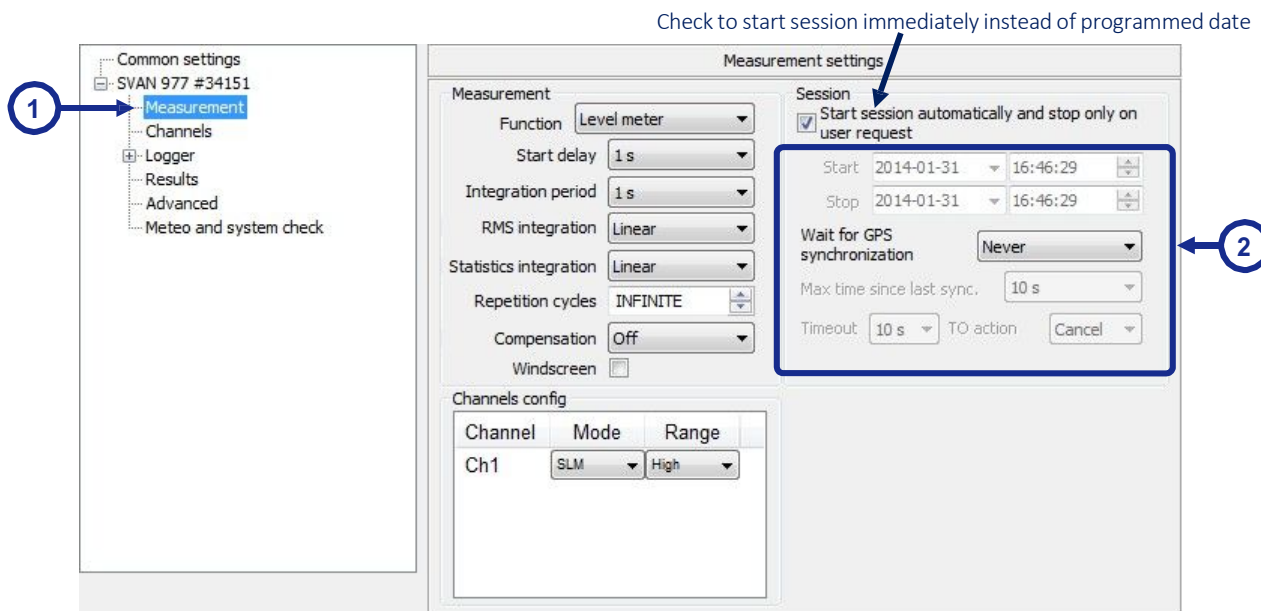 Check to start session immediately instead of programmed date
Common settings
SVAN 977 #34151
1
Measurement
Channels
Logger
Results
Advanced
Meteo and system check
Measurement settings
Measurement
Function Level meter
Start delay 1 s
Integration period 1 s
RMS integration Linear
Statistics integration Linear
Repetition cycles INFINITE
Compensation Off
Windscreen
Channels config
Channel Mode Range
Ch1 SLM High
Session
Start session automatically and stop only on
user request
Start 2014-01-31 16:46:29
Stop 2014-01-31 16:46:29
Wait for GPS
synchronization Never
Max time since last sync. 10 s
Timeout 10 s TO action Cancel
2